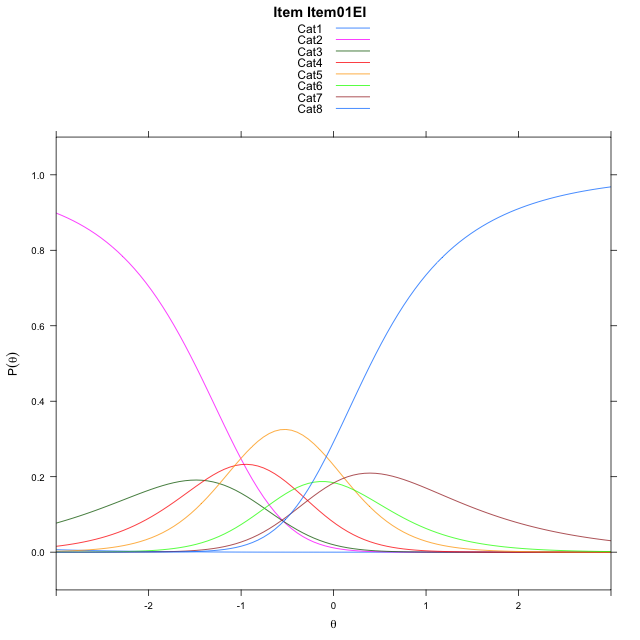 Item Item01EI
Cat1
Cat2
Cat3
Cat4
Cat5
Cat6
Cat7
Cat8
1.0
0.8
0.6
0.4
0.2
0.0
P(θ)
-2 -1 0 1 2
θ